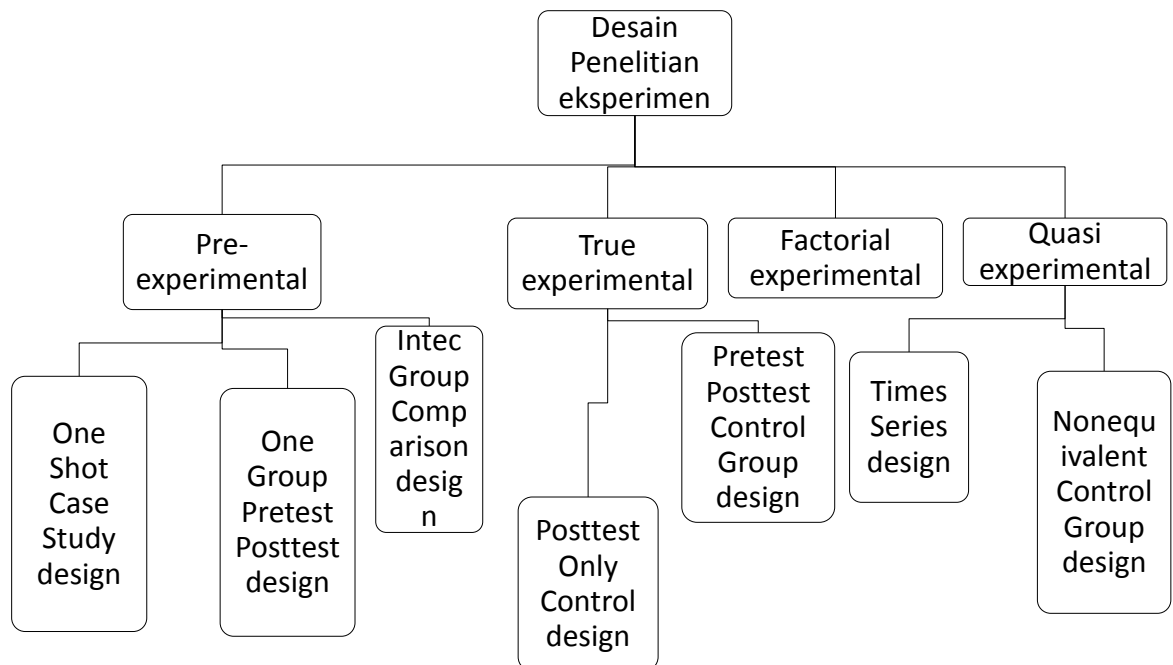 Desain
Penelitian
eksperimen
Pre-
experimental
True
experimental
Factorial
experimental
Quasi
experimental
One
Shot
Case
Study
design
One
Group
Pretest
Posttest
design
Intec
Group
Comp
arison
desig
n
Posttest
Only
Control
design
Pretest
Posttest
Control
Group
design
Times
Series
design
Nonequ
ivalent
Control
Group
design